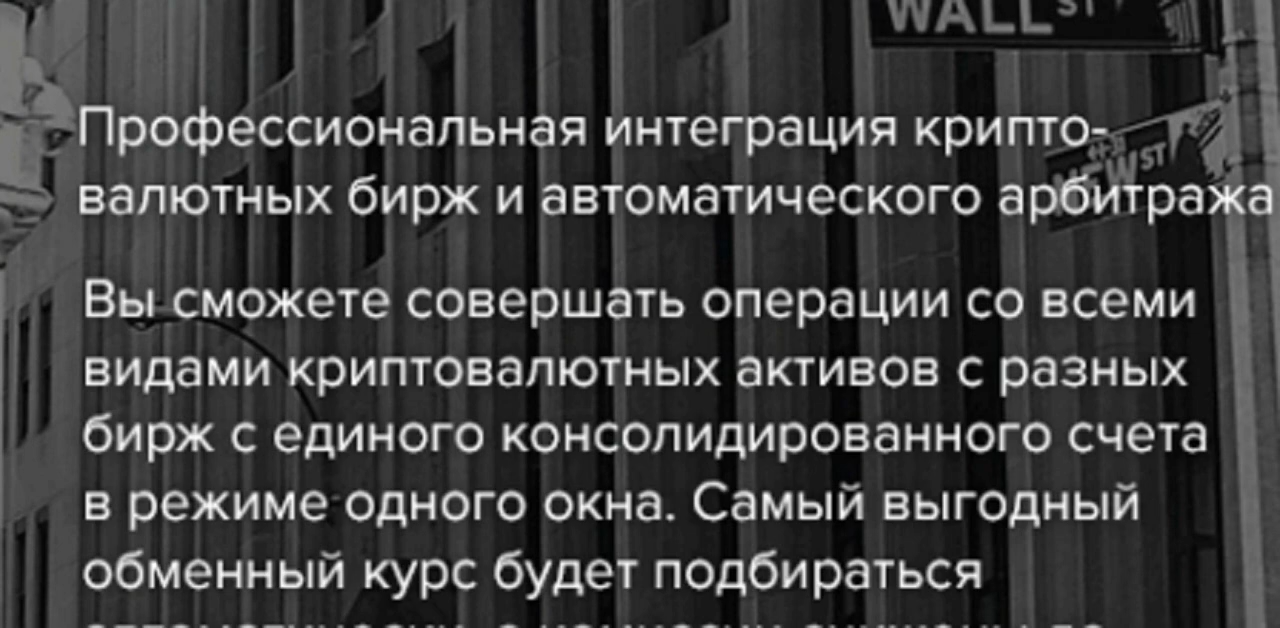 WALL ST
NEW ST
Профессиональная интеграция крипто-
валютных бирж и автоматического арбитража
Вы сможете совершать операции со всеми
видами криптовалютных активов с разных
бирж с единого консолидированного счета
в режиме одного окна. Самый выгодный
обменный курс будет подбираться